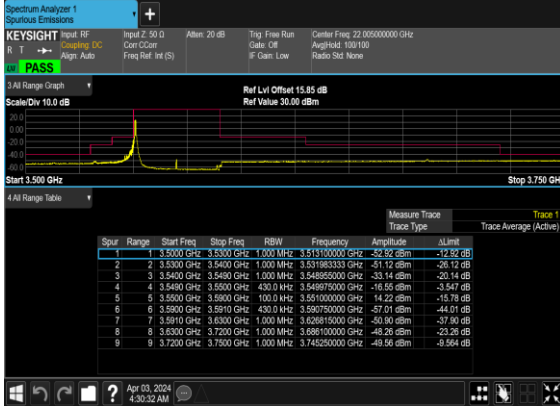 Spectrum Analyzer 1
Spurious Emissions
KEYSIGHT Input: RF Input Z: 50 Ω Atten: 20 dB Trig: Free Run Center Freq: 22.005000000 GHz
R T Coupling: DC Corr CCorr Gate: Off Avg|Hold: 100/100
Align: Auto Freq Ref: Int (S) IF Gain: Low Radio Std: None
PASS
3 All Range Graph
Ref Lvl Offset 15.85 dB
Scale/Div 10.0 dB Ref Value 30.00 dBm
20.0
0.00
-20.0
-40.0
-60.0
Start 3.500 GHz Stop 3.750 GH
4 All Range Table
Measure Trace Trace 1
Trace Type Trace Average (Active)
Spur Range Start Freq Stop Freq RBW Frequency Amplitude ΔLimit
1 1 3.5000 GHz 3.5300 GHz 1.000 MHz 3.513100000 GHz -52.92 dBm -12.92 dB
2 2 3.5300 GHz 3.5400 GHz 1.000 MHz 3.531983333 GHz -51.12 dBm -26.12 dB
3 3 3.5400 GHz 3.5490 GHz 1.000 MHz 3.548955000 GHz -33.14 dBm -20.14 dB
4 4 3.5490 GHz 3.5500 GHz 430.0 kHz 3.549975000 GHz -16.55 dBm -3.547 dB
5 5 3.5500 GHz 3.5900 GHz 100.0 kHz 3.551000000 GHz 14.22 dBm -15.78 dB
6 6 3.5900 GHz 3.5910 GHz 430.0 kHz 3.590750000 GHz -57.01 dBm -44.01 dB
7 7 3.5910 GHz 3.6300 GHz 1.000 MHz 3.626815000 GHz -50.90 dBm -37.90 dB
8 8 3.6300 GHz 3.7200 GHz 1.000 MHz 3.686100000 GHz -48.26 dBm -23.26 dB
9 9 3.7200 GHz 3.7500 GHz 1.000 MHz 3.745250000 GHz -49.56 dBm -9.564 dB
Apr 03, 2024
4:30:32 AM